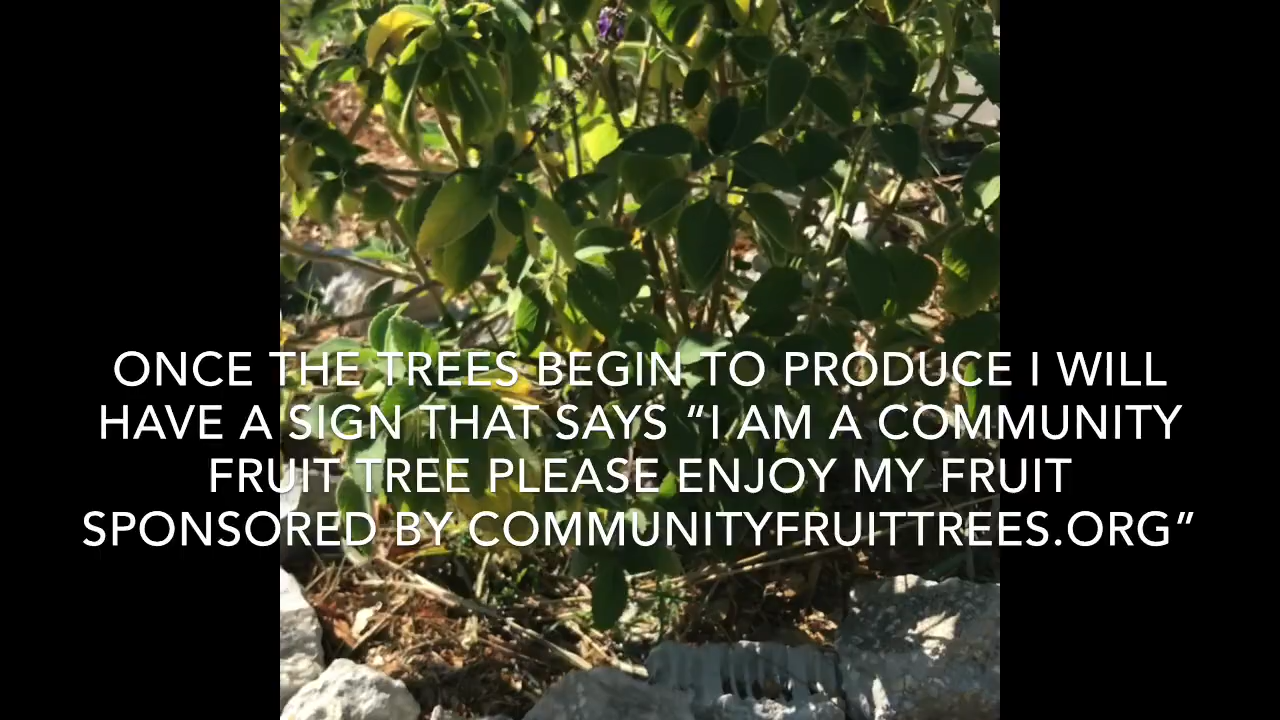 ONCE THE TREES BEGIN TO PRODUCE I WILL
HAVE A SIGN THAT SAYS “I AM A COMMUNITY
FRUIT TREE PLEASE ENJOY MY FRUIT
SPONSORED BY COMMUNITYFRUITTREES.ORG”